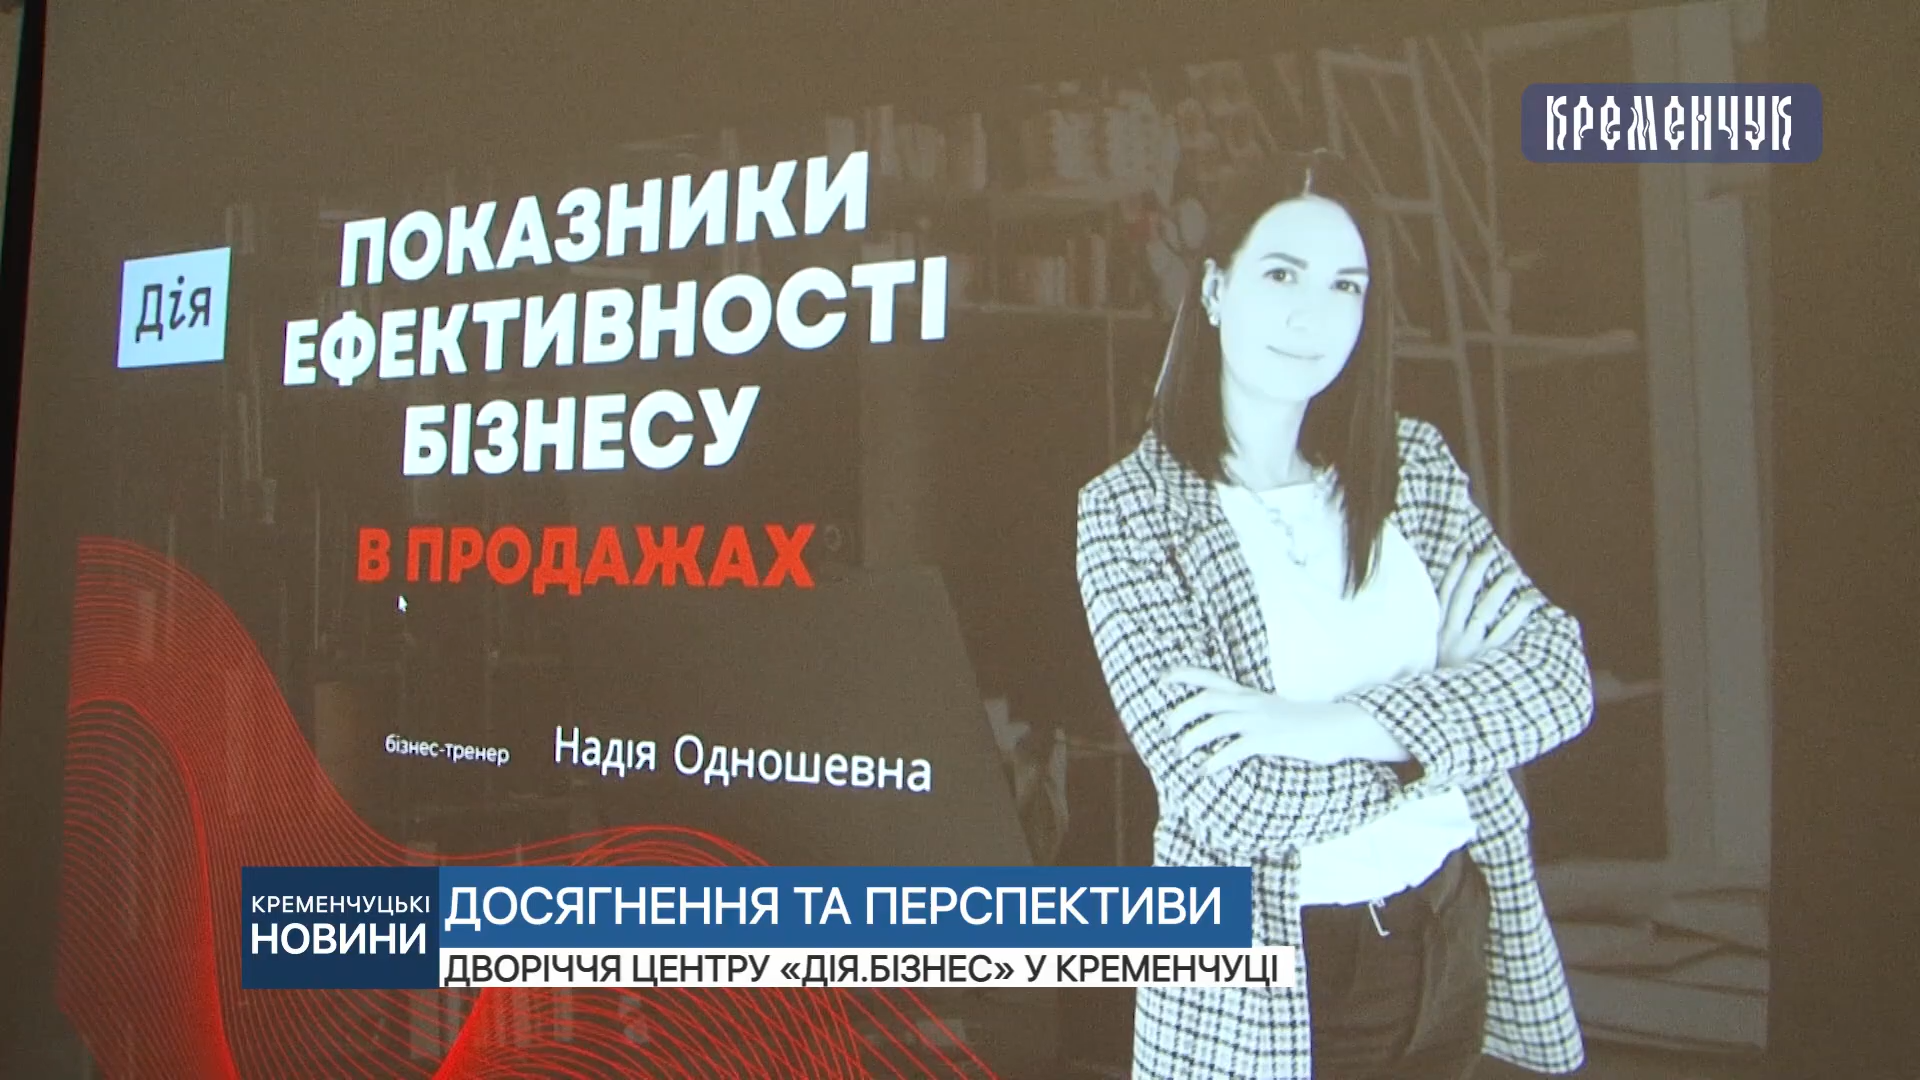 КРЕМЕНЧУК
Дія
ПОКАЗНИКИ
ЕФЕКТИВНОСТІ
БІЗНЕСУ
В ПРОДАЖАХ
бізнес-тренер Надія Одношевна
КРЕМЕНЧУЦЬКІ
НОВИНИ
ДОСЯГНЕННЯ ТА ПЕРСПЕКТИВИ
ДВОРІЧЧЯ ЦЕНТРУ «ДІЯ.БІЗНЕС» У КРЕМЕНЧУЦІ